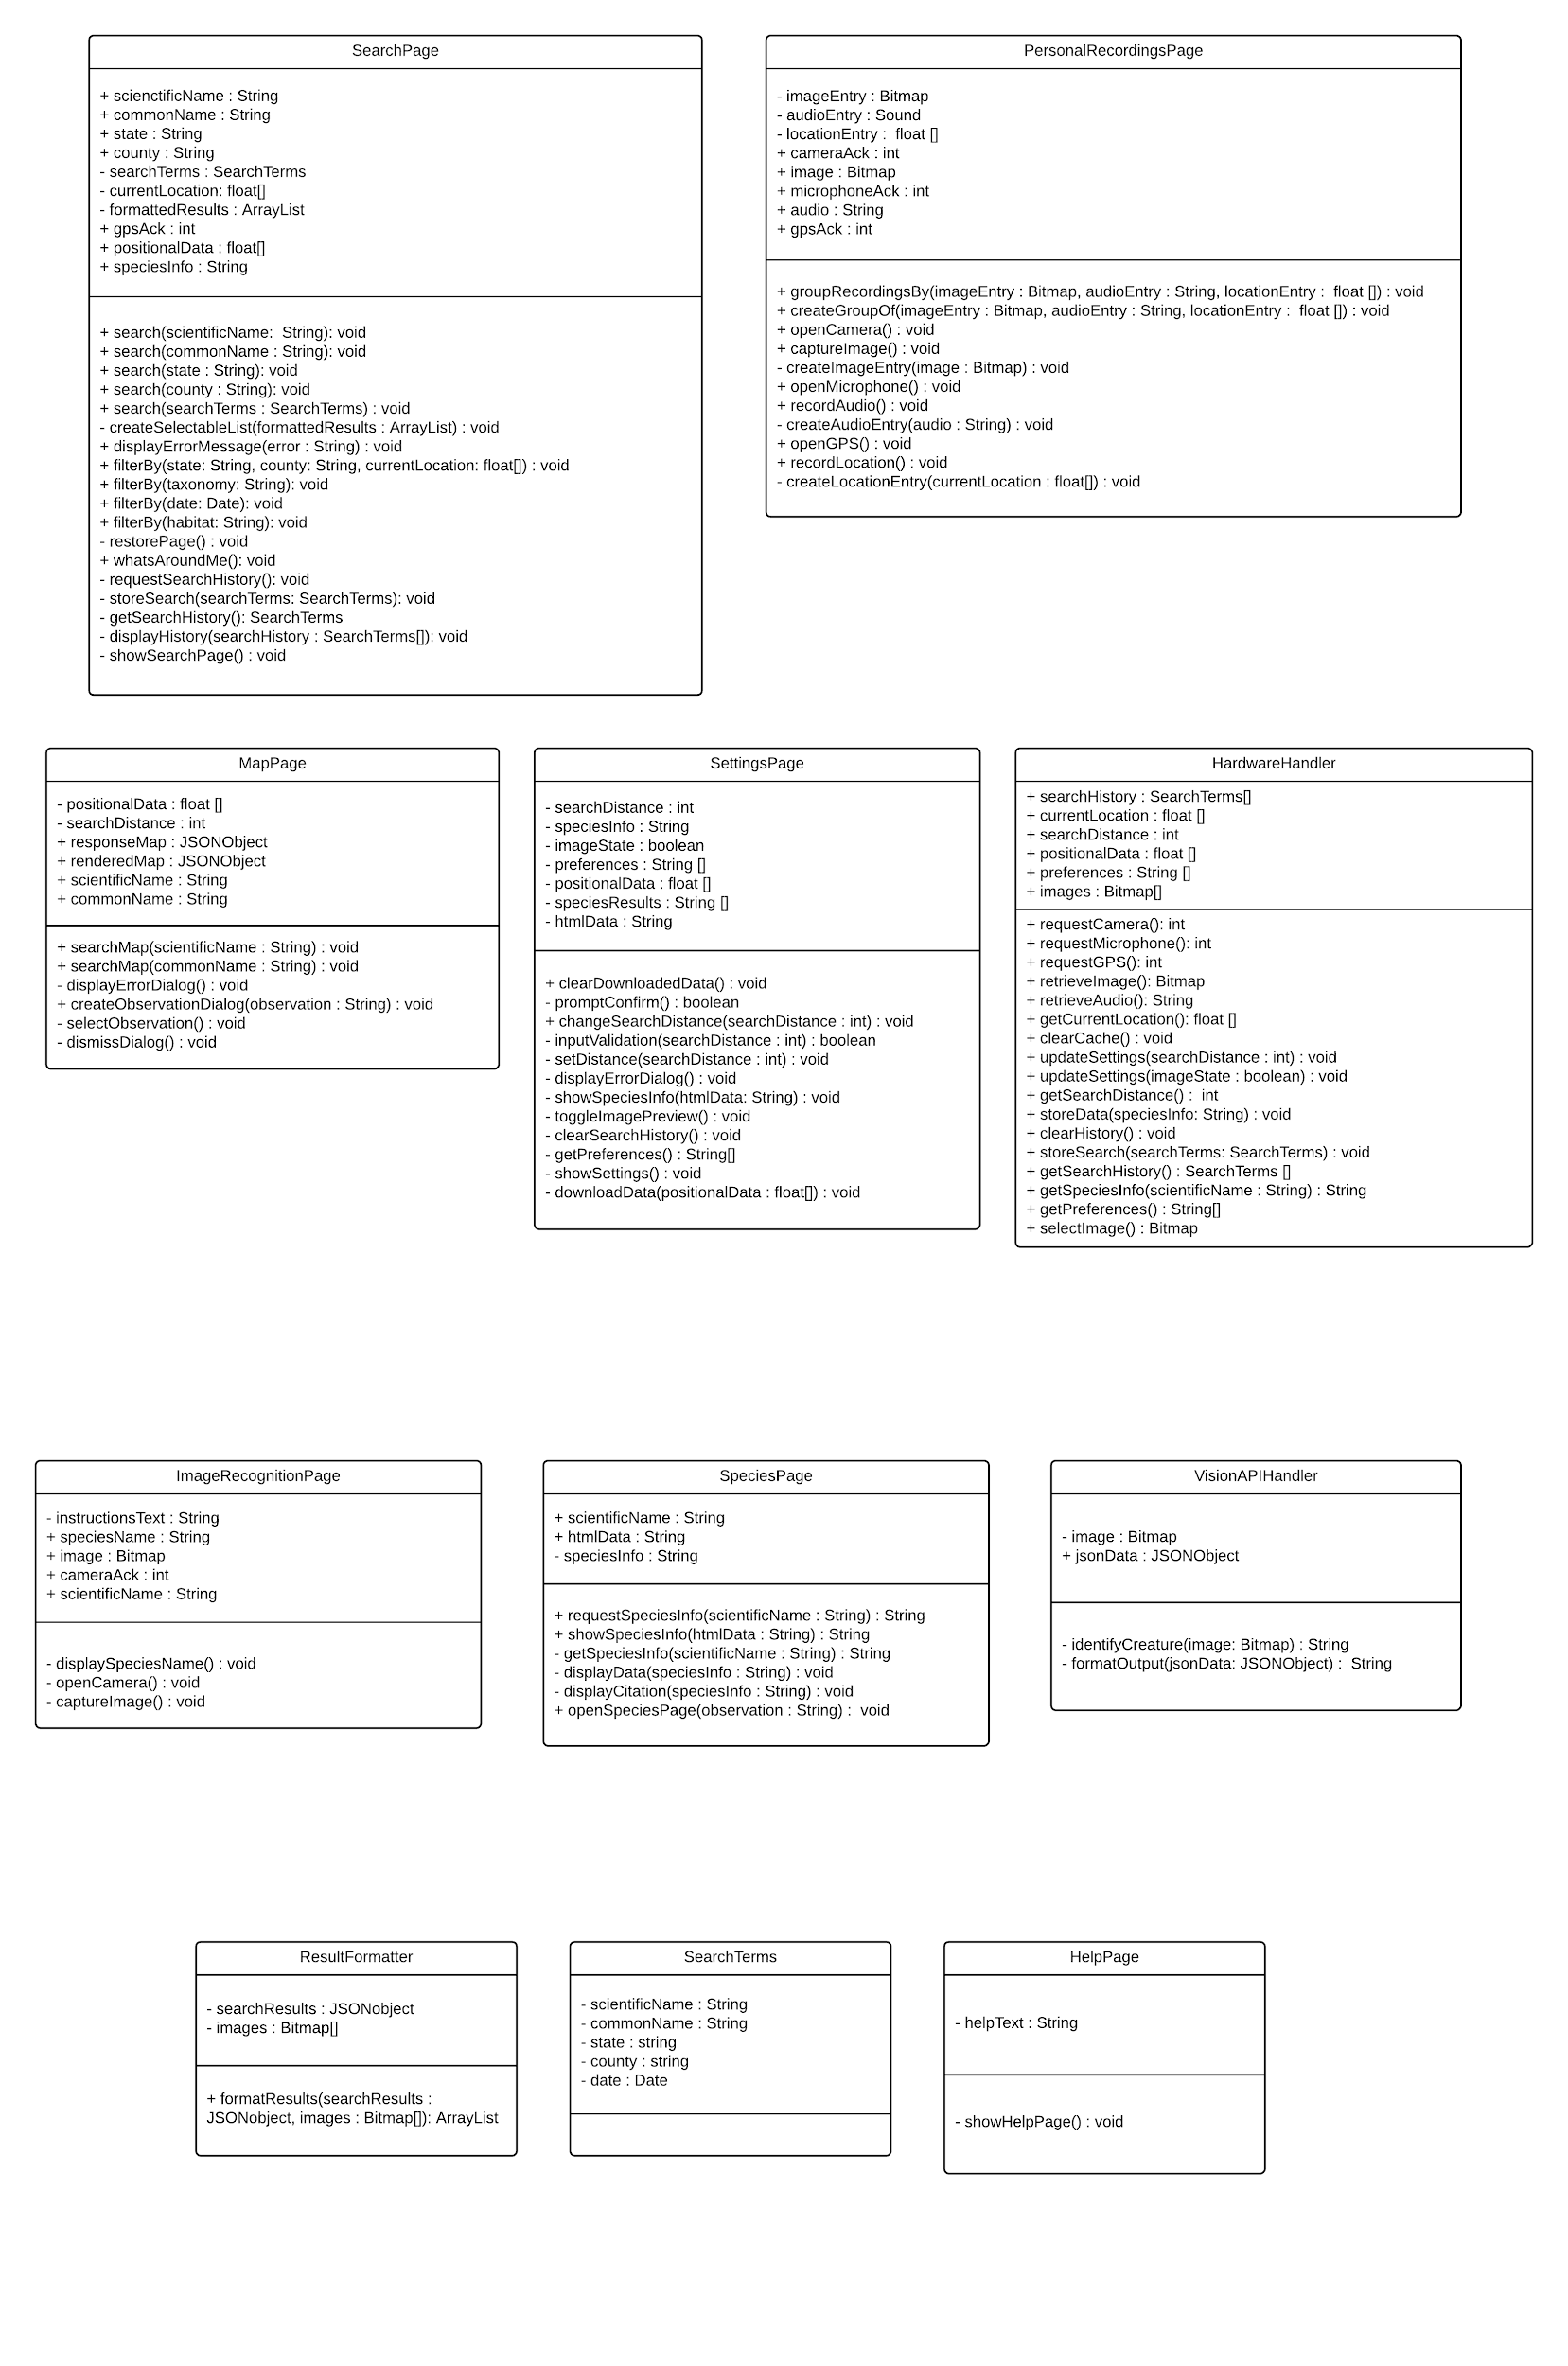 SearchPage
+ scienctificName : String
+ commonName : String
+ state : String
+ county : String
- searchTerms : SearchTerms
- currentLocation: float[]
- formattedResults : ArrayList
+ gpsAck : int
+ positionalData : float[]
+ speciesInfo : String
+ search(scientificName:  String): void
+ search(commonName : String): void
+ search(state : String): void
+ search(county : String): void
+ search(searchTerms : SearchTerms) : void
- createSelectableList(formattedResults : ArrayList) : void
+ displayErrorMessage(error : String) : void
+ filterBy(state: String, county: String, currentLocation: float[]) : void
+ filterBy(taxonomy: String): void
+ filterBy(date: Date): void
+ filterBy(habitat: String): void
- restorePage() : void
+ whatsAroundMe(): void
- requestSearchHistory(): void
- storeSearch(searchTerms: SearchTerms): void
- getSearchHistory(): SearchTerms
- displayHistory(searchHistory : SearchTerms[]): void
- showSearchPage() : void
PersonalRecordingsPage
- imageEntry : Bitmap
- audioEntry : Sound
- locationEntry :  float []
+ cameraAck : int
+ image : Bitmap
+ microphoneAck : int
+ audio : String
+ gpsAck : int
+ groupRecordingsBy(imageEntry : Bitmap, audioEntry : String, locationEntry :  float []) : void
+ createGroupOf(imageEntry : Bitmap, audioEntry : String, locationEntry :  float []) : void
+ openCamera() : void
+ captureImage() : void
- createImageEntry(image : Bitmap) : void
+ openMicrophone() : void
+ recordAudio() : void
- createAudioEntry(audio : String) : void
+ openGPS() : void
+ recordLocation() : void
- createLocationEntry(currentLocation : float[]) : void
MapPage
- positionalData : float []
- searchDistance : int
+ responseMap : JSONObject
+ renderedMap : JSONObject
+ scientificName : String
+ commonName : String
+ searchMap(scientificName : String) : void
+ searchMap(commonName : String) : void
- displayErrorDialog() : void
+ createObservationDialog(observation : String) : void
- selectObservation() : void
- dismissDialog() : void
SettingsPage
- searchDistance : int
- speciesInfo : String
- imageState : boolean
- preferences : String []
- positionalData : float []
- speciesResults : String []
- htmlData : String
+ clearDownloadedData() : void
- promptConfirm() : boolean
+ changeSearchDistance(searchDistance : int) : void
- inputValidation(searchDistance : int) : boolean
- setDistance(searchDistance : int) : void
- displayErrorDialog() : void
- showSpeciesInfo(htmlData: String) : void
- toggleImagePreview() : void
- clearSearchHistory() : void
- getPreferences() : String[]
- showSettings() : void
- downloadData(positionalData : float[]) : void
HardwareHandler
+ searchHistory : SearchTerms[]
+ currentLocation : float []
+ searchDistance : int
+ positionalData : float []
+ preferences : String []
+ images : Bitmap[]
+ requestCamera(): int
+ requestMicrophone(): int
+ requestGPS(): int
+ retrieveImage(): Bitmap
+ retrieveAudio(): String
+ getCurrentLocation(): float []
+ clearCache() : void
+ updateSettings(searchDistance : int) : void
+ updateSettings(imageState : boolean) : void
+ getSearchDistance() :  int
+ storeData(speciesInfo: String) : void
+ clearHistory() : void
+ storeSearch(searchTerms: SearchTerms) : void
+ getSearchHistory() : SearchTerms []
+ getSpeciesInfo(scientificName : String) : String
+ getPreferences() : String[]
+ selectImage() : Bitmap
ImageRecognitionPage
- instructionsText : String
+ speciesName : String
+ image : Bitmap
+ cameraAck : int
+ scientificName : String
- displaySpeciesName() : void
- openCamera() : void
- captureImage() : void
SpeciesPage
+ scientificName : String
+ htmlData : String
- speciesInfo : String
+ requestSpeciesInfo(scientificName : String) : String
+ showSpeciesInfo(htmlData : String) : String
- getSpeciesInfo(scientificName : String) : String
- displayData(speciesInfo : String) : void
- displayCitation(speciesInfo : String) : void
+ openSpeciesPage(observation : String) :  void
VisionAPIHandler
- image : Bitmap
+ jsonData : JSONObject
- identifyCreature(image: Bitmap) : String
- formatOutput(jsonData: JSONObject) :  String
ResultFormatter
- searchResults : JSONobject
- images : Bitmap[]
+ formatResults(searchResults :
JSONobject, images : Bitmap[]): ArrayList
SearchTerms
- scientificName : String
- commonName : String
- state : string
- county : string
- date : Date
HelpPage
- helpText : String
- showHelpPage() : void